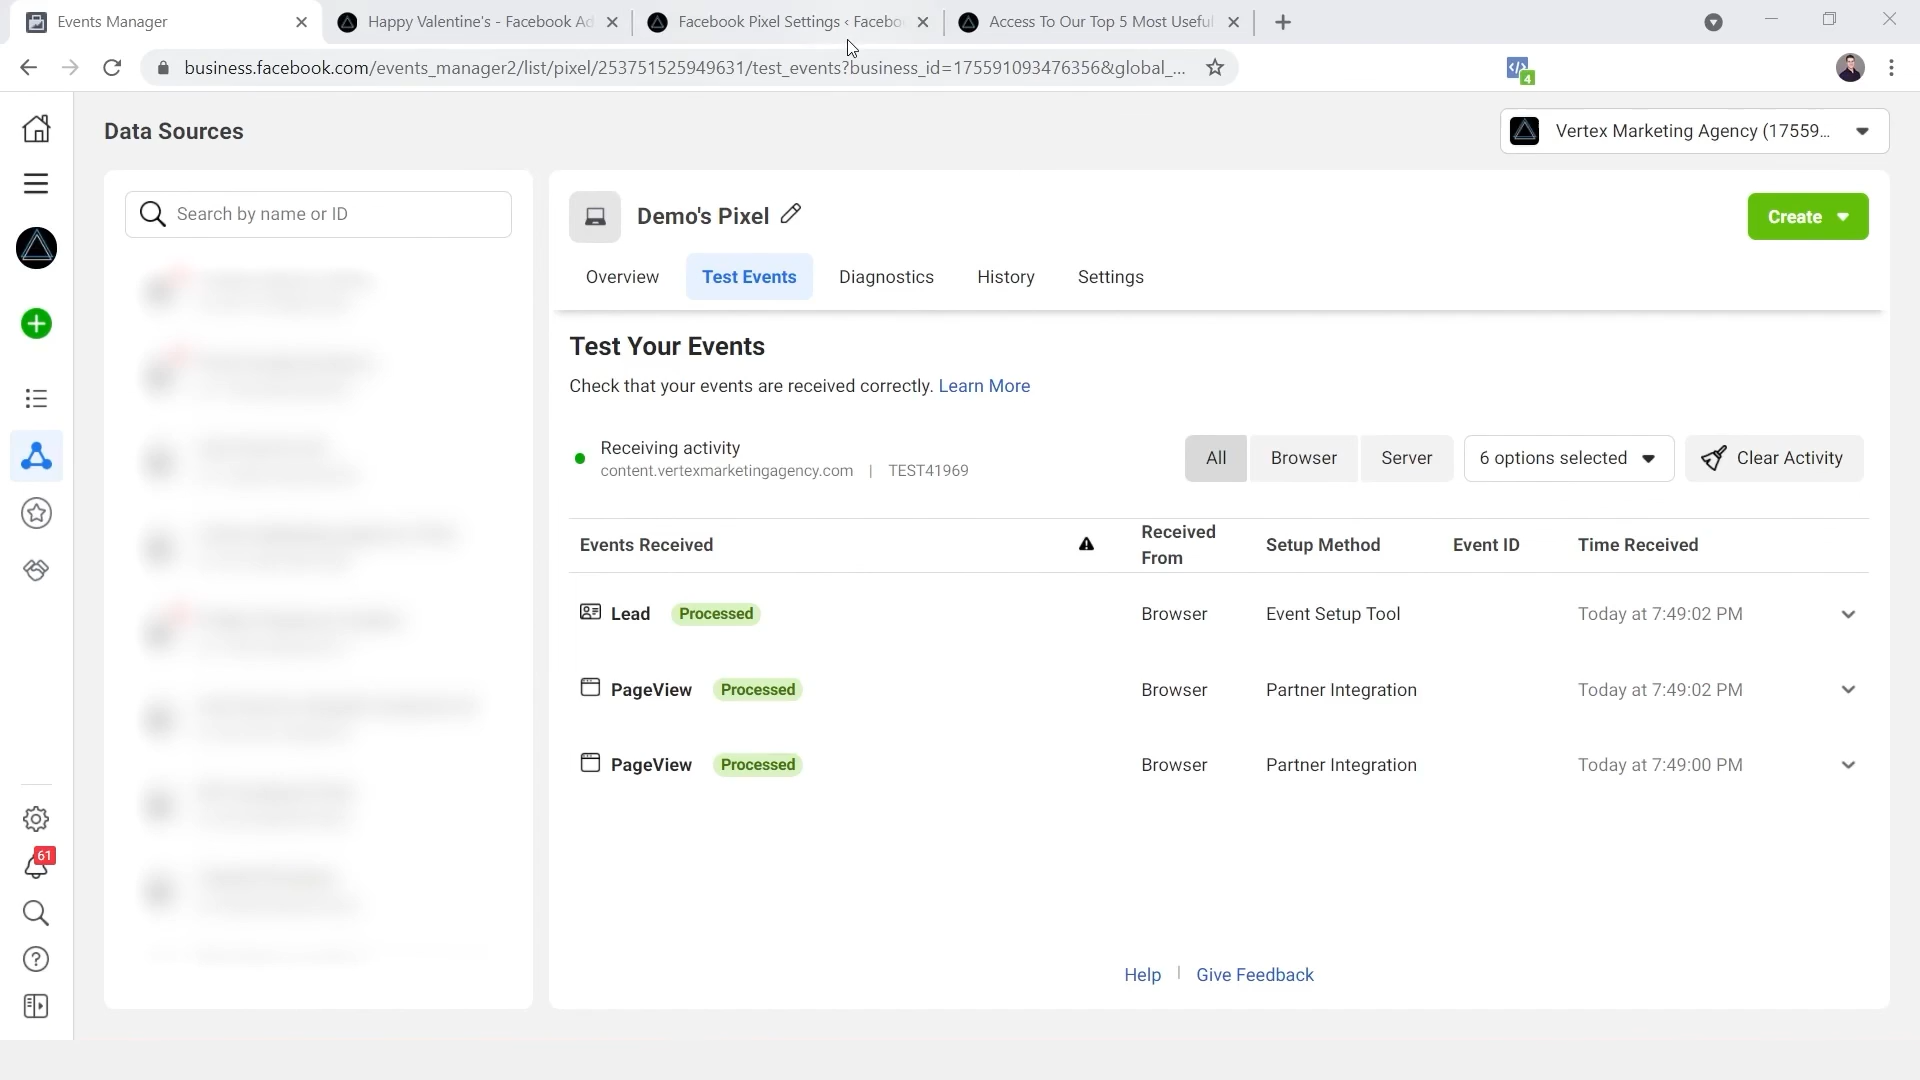 Events Manager
Happy Valentine's - Facebook Ad
Facebook Pixel Settings ‹ Facebo
Access To Our Top 5 Most Useful
business.facebook.com/events_manager2/list/pixel/253751525949631/test_events?business_id=175591093476356&global_...
4
Data Sources
Vertex Marketing Agency (17559...
Search by name or ID
Demo's Pixel
Create
Overview
Test Events
Diagnostics
History
Settings
Test Your Events
Check that your events are received correctly. Learn More
Receiving activity
content.vertexmarketingagency.com | TEST41969
All
Browser
Server
6 options selected
Clear Activity
Events Received
Received From
Setup Method
Event ID
Time Received
Lead Processed Browser Event Setup Tool Today at 7:49:02 PM
PageView Processed Browser Partner Integration Today at 7:49:02 PM
PageView Processed Browser Partner Integration Today at 7:49:00 PM
61
Help | Give Feedback